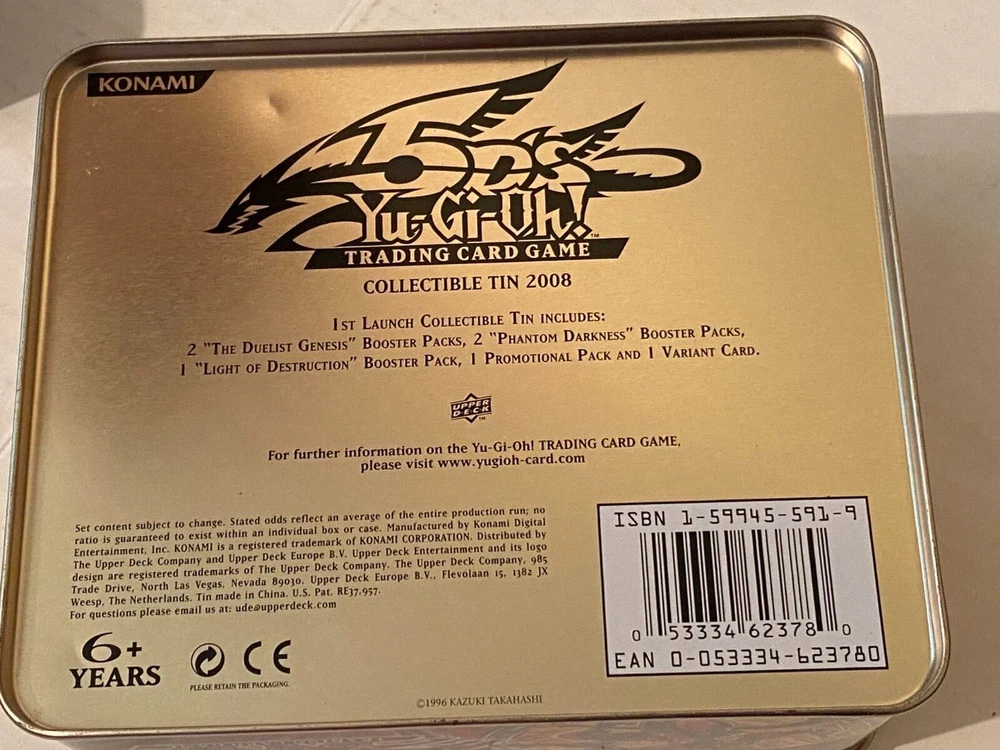 KONAMI
5D's
Yu-Gi-Oh!™
TRADING CARD GAME
COLLECTIBLE TIN 2008
1ST LAUNCH COLLECTIBLE TIN INCLUDES:
2 "THE DUELIST GENESIS" BOOSTER PACKS, 2 "PHANTOM DARKNESS" BOOSTER PACKS,
1 "LIGHT OF DESTRUCTION" BOOSTER PACK, 1 PROMOTIONAL PACK AND 1 VARIANT CARD.
UPPER
D·E·C·K™
For further information on the Yu-Gi-Oh! TRADING CARD GAME,
please visit www.yugioh-card.com
Set content subject to change. Stated odds reflect an average of the entire production run; no
ratio is guaranteed to exist within an individual box or case. Manufactured by Konami Digital
Entertainment, Inc. KONAMI is a registered trademark of KONAMI CORPORATION. Distributed by
The Upper Deck Company and Upper Deck Europe B.V. Upper Deck Entertainment and its logo
design are registered trademarks of The Upper Deck Company. The Upper Deck Company, 985
Trade Drive, North Las Vegas, Nevada 89030. Upper Deck Europe B.V., Flevolaan 15, 1382 JX
Weesp, The Netherlands. Tin made in China. U.S. Pat. RE37,957.
For questions please email us at: ude@upperdeck.com
6+
YEARS
CE
PLEASE RETAIN THE PACKAGING.
©1996 KAZUKI TAKAHASHI
ISBN 1-59945-591-9
0 53334 62378 0
EAN 0-053334-623780